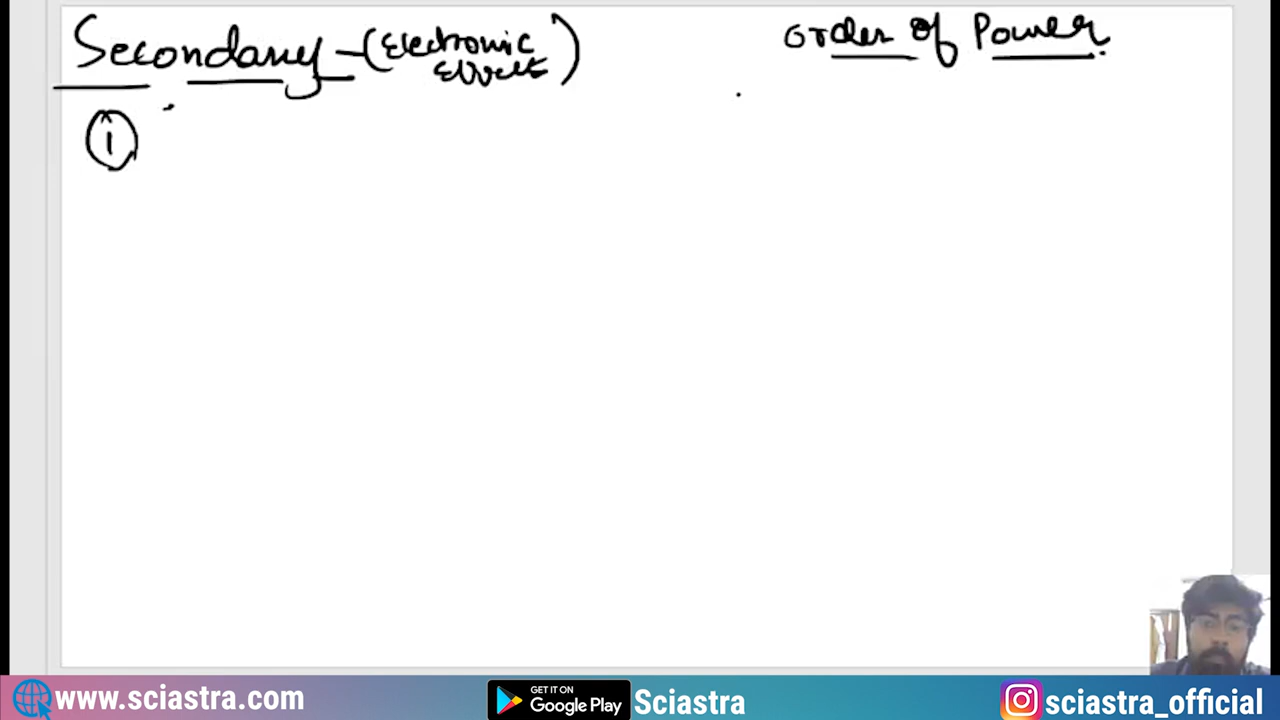 Secondary - (Electronic
Effect)
order of Power
1
www.sciastra.com
GET IT ON
Google Play
Sciastra
sciastra_official